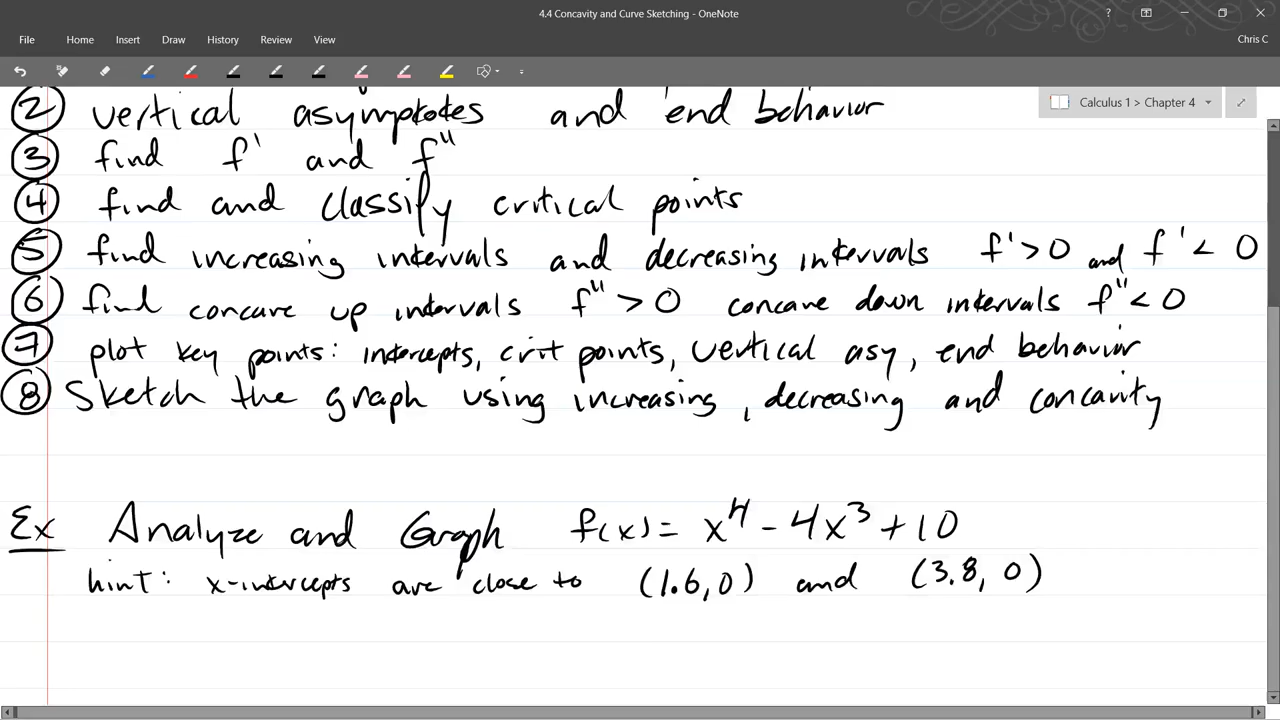 4.4 Concavity and Curve Sketching - OneNote
File Home Insert Draw History Review View Chris C
Calculus 1 > Chapter 4
② vertical asymptotes and end behavior
③ find f' and f"
④ find and classify critical points
⑤ find increasing intervals and decreasing intervals f' > 0 and f' < 0
⑥ find concave up intervals f" > 0 concave down intervals f" < 0
⑦ plot key points: intercepts, crit points, vertical asy, end behavior
⑧ Sketch the graph using increasing, decreasing and concavity
Ex Analyze and Graph f(x) = x⁴ - 4x³ + 10
hint: x-intercepts are close to (1.6, 0) and (3.8, 0)